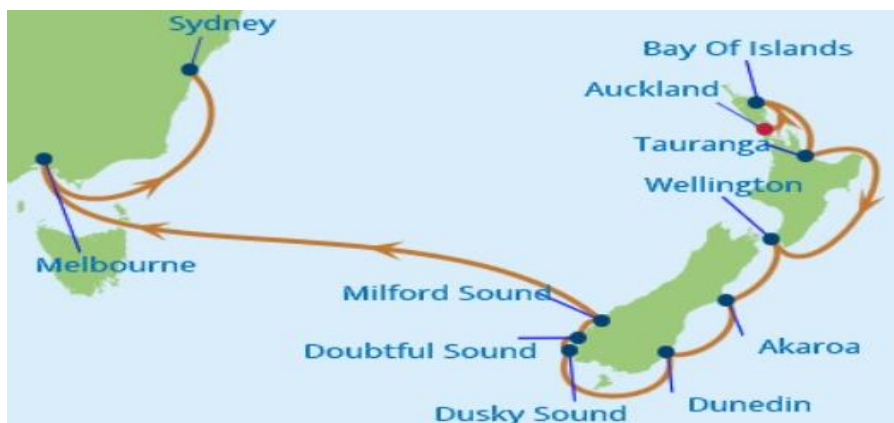 Sydney
Bay Of Islands
Auckland
Tauranga
Wellington
Melbourne
Milford Sound
Doubtful Sound
Akaroa
Dusky Sound
Dunedin